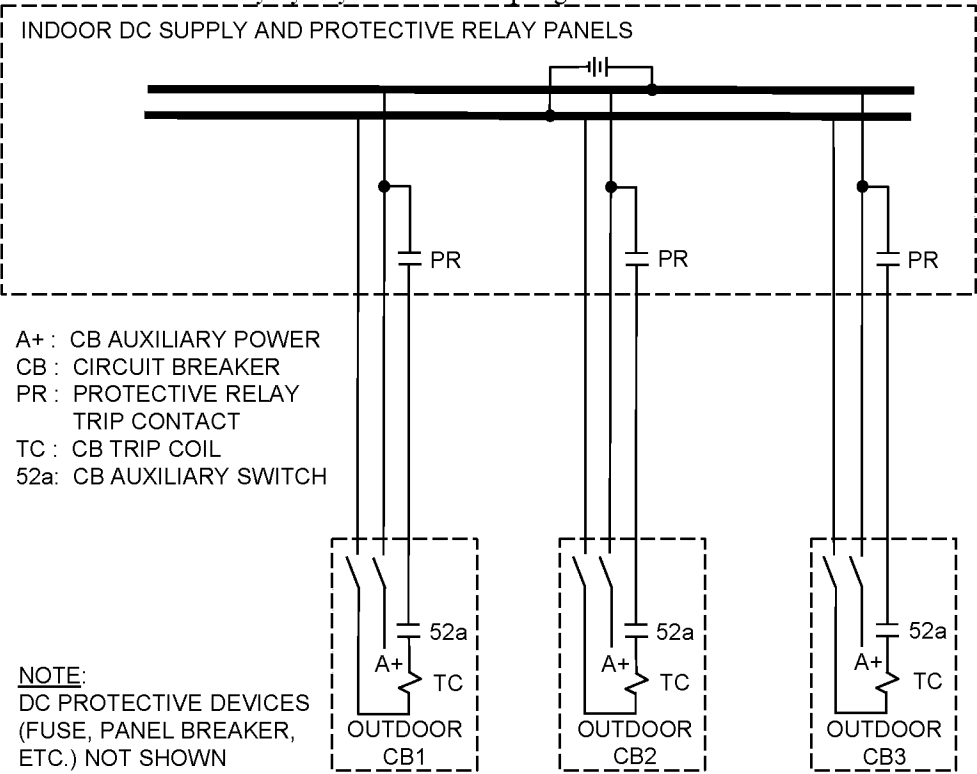 INDOOR DC SUPPLY AND PROTECTIVE RELAY PANELS
PR
PR
PR
A+ : CB AUXILIARY POWER
CB : CIRCUIT BREAKER
PR : PROTECTIVE RELAY
TRIP CONTACT
TC : CB TRIP COIL
52a: CB AUXILIARY SWITCH
52a
A+
TC
OUTDOOR
CB1
52a
A+
TC
OUTDOOR
CB2
52a
A+
TC
OUTDOOR
CB3
NOTE:
DC PROTECTIVE DEVICES
(FUSE, PANEL BREAKER,
ETC.) NOT SHOWN